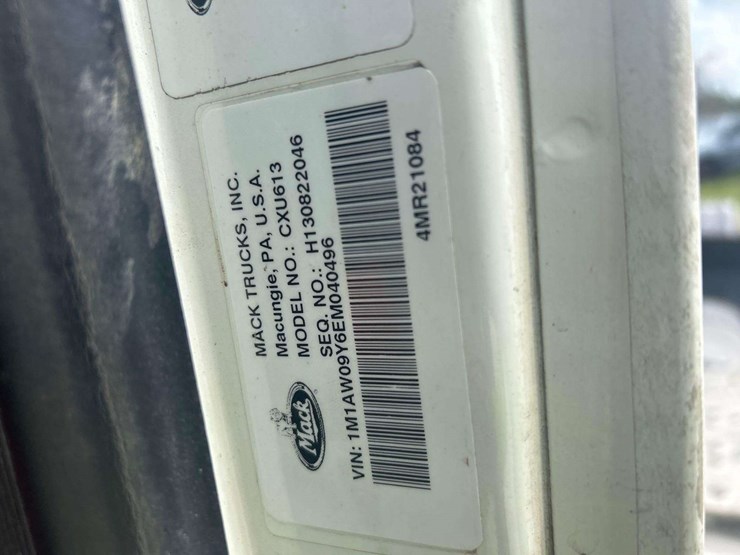 Mack
MACK TRUCKS, INC.
Macungie, PA, U.S.A.
MODEL NO.: CXU613
SEQ. NO.: H130822046
VIN: 1M1AW09Y6EM040496
4MR21084